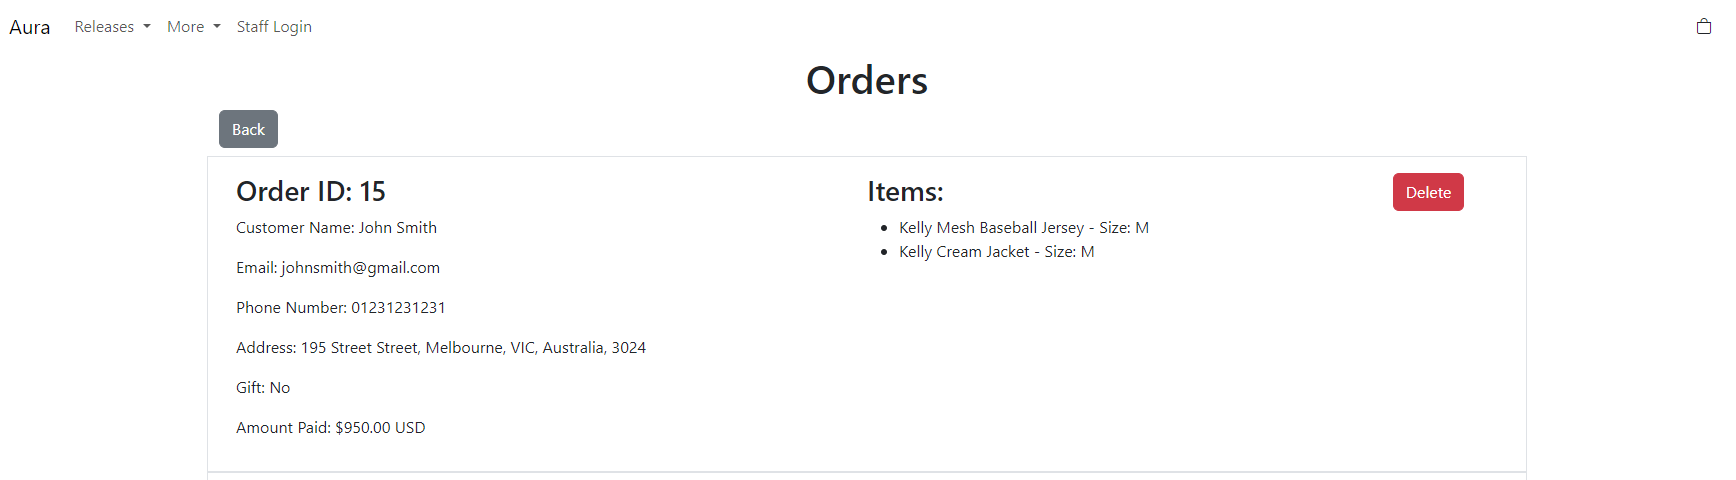 Aura Releases More Staff Login
Orders
Back
Order ID: 15
Customer Name: John Smith
Email: johnsmith@gmail.com
Phone Number: 01231231231
Address: 195 Street Street, Melbourne, VIC, Australia, 3024
Gift: No
Amount Paid: $950.00 USD
Items:
Kelly Mesh Baseball Jersey - Size: M
Kelly Cream Jacket - Size: M
Delete